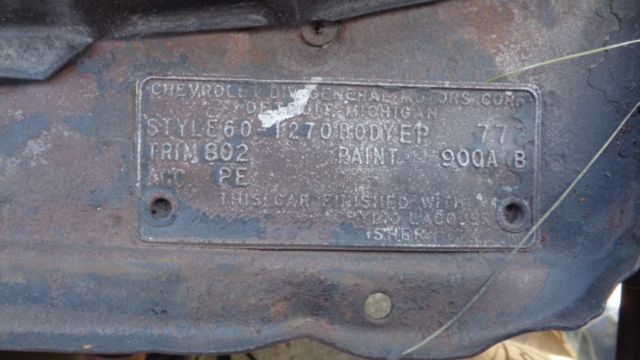 CHEVROLET DIV. GENERAL MOTORS CORP
DETROIT, MICHIGAN
STYLE 60-1270 BODY EP 77
TRIM 802 PAINT 900A B
ACC. PE
THIS CAR FINISHED WITH